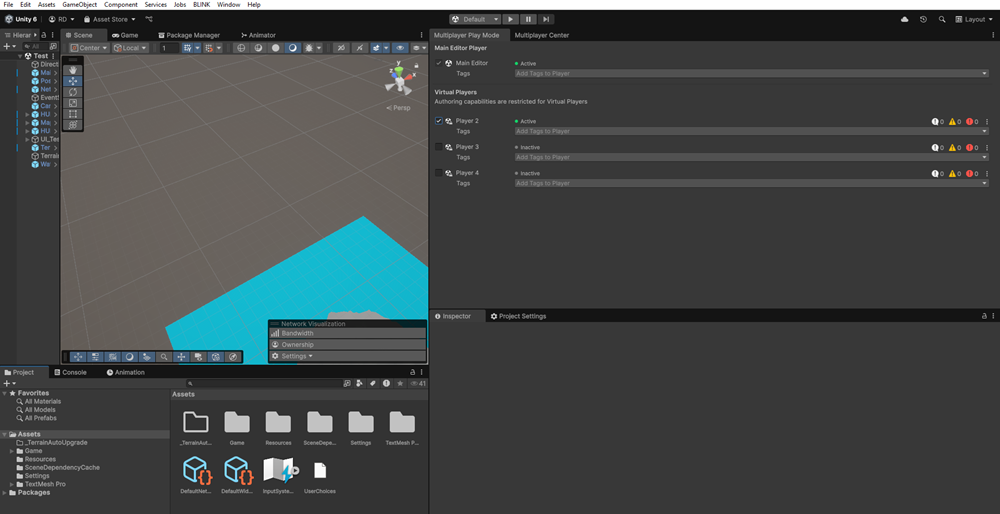 File Edit Assets GameObject Component Services Jobs BLINK Window Help
Unity 6 RD Asset Store Default Layout
Hierar
All
Test
Direct
Mai
Pos
Net
Event
Car
HU
Ma
HU
UI_Tes
Ter
Terrain
Wa
Scene Game Package Manager Animator
Center Local 1
y
x
z
Persp
Network Visualization
Bandwidth
Ownership
Settings
Multiplayer Play Mode Multiplayer Center
Main Editor Player
Main Editor Active
Tags Add Tags to Player
Virtual Players
Authoring capabilities are restricted for Virtual Players
Player 2 Active 0 0 0
Tags Add Tags to Player
Player 3 Inactive 0 0 0
Tags Add Tags to Player
Player 4 Inactive 0 0 0
Tags Add Tags to Player
Inspector Project Settings
Project Console Animation
41
Favorites
All Materials
All Models
All Prefabs
Assets
_TerrainAutoUpgrade
Game
Resources
SceneDependencyCache
Settings
TextMesh Pro
Packages
Assets
_TerrainAut... Game Resources SceneDepe... Settings TextMesh P...
DefaultNet... DefaultWid... InputSyste... UserChoices